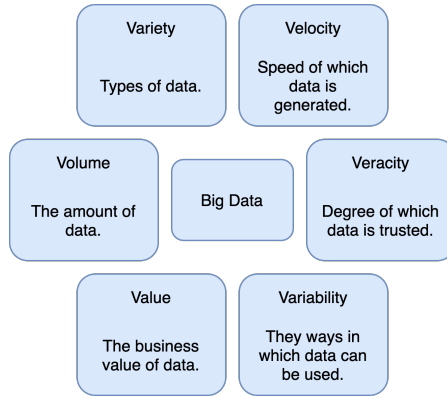 Variety
Types of data.
Velocity
Speed of which
data is
generated.
Volume
The amount of
data.
Big Data
Veracity
Degree of which
data is trusted.
Value
The business
value of data.
Variability
They ways in
which data can
be used.